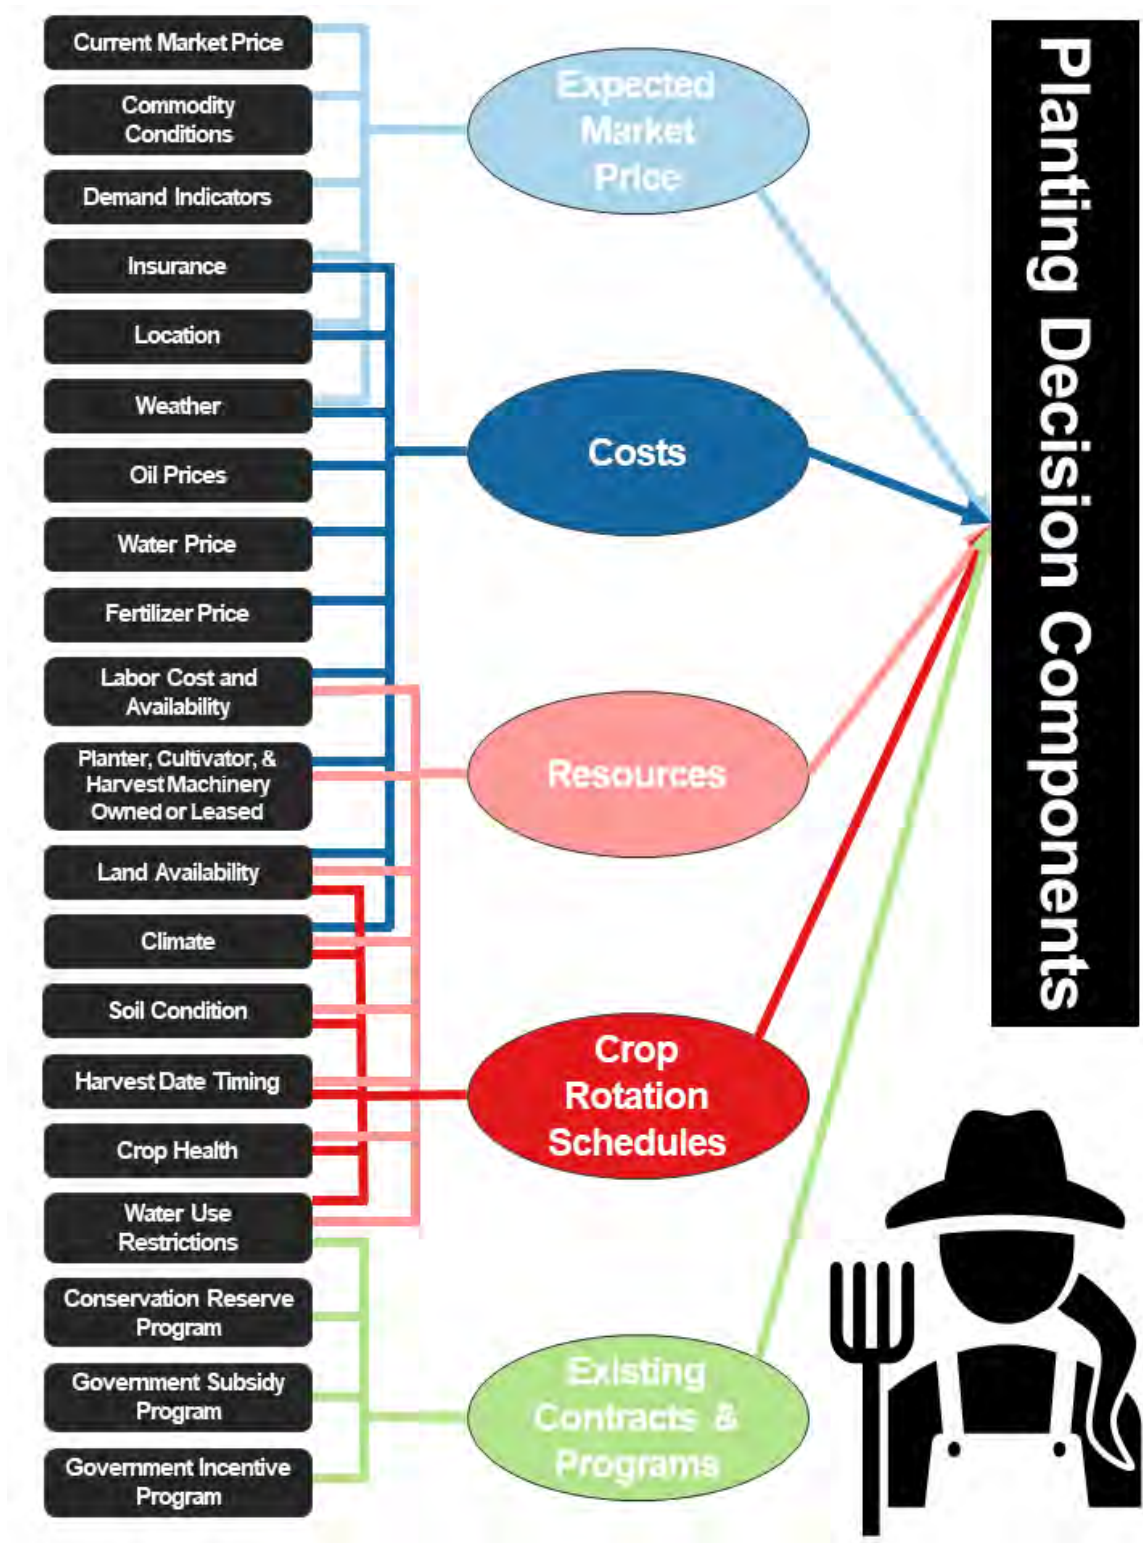 Current Market Price
Commodity
Conditions
Demand Indicators
Insurance
Location
Weather
Oil Prices
Water Price
Fertilizer Price
Labor Cost and
Availability
Planter, Cultivator, &
Harvest Machinery
Owned or Leased
Land Availability
Climate
Soil Condition
Harvest Date Timing
Crop Health
Water Use
Restrictions
Conservation Reserve
Program
Government Subsidy
Program
Government Incentive
Program
Expected
Market
Price
Costs
Resources
Crop
Rotation
Schedules
Existing
Contracts &
Programs
Planting Decision Components